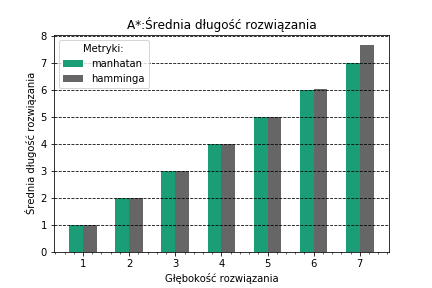 A*:Średnia długość rozwiązania
Metryki:
manhatan
hamminga
Średnia długość rozwiązania
8
7
6
5
4
3
2
1
0
1 2 3 4 5 6 7
Głębokość rozwiązania